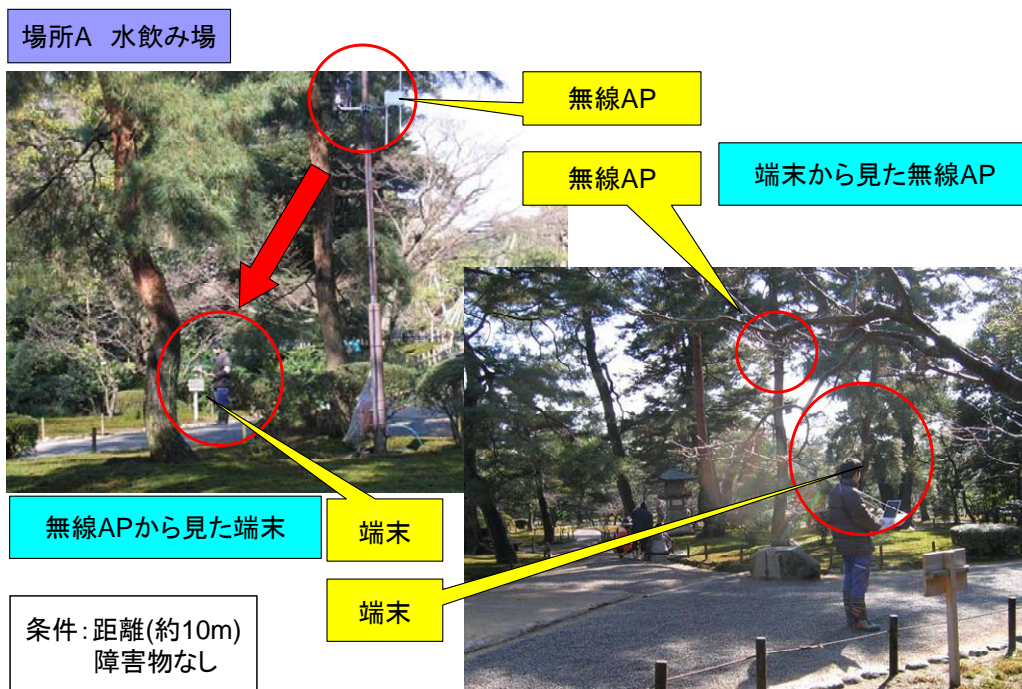 場所A　水飲み場
無線AP
無線AP
端末から見た無線AP
無線APから見た端末
端末
端末
条件：距離(約10m)
障害物なし